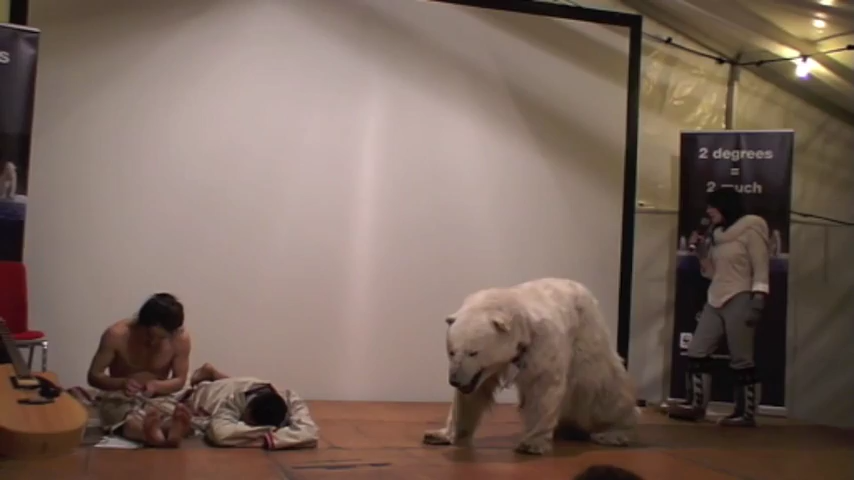 s
2 degrees
=
2 much